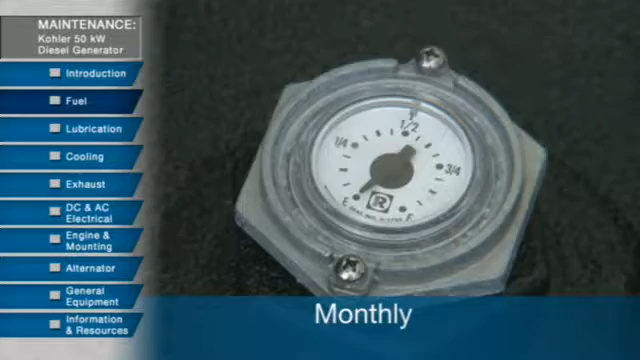 MAINTENANCE:
Kohler 50 kW
Diesel Generator
Introduction
Fuel
Lubrication
Cooling
Exhaust
DC & AC
Electrical
Engine &
Mounting
Alternator
General
Equipment
Information
& Resources
1/4
1/2
3/4
E
R
F
Monthly